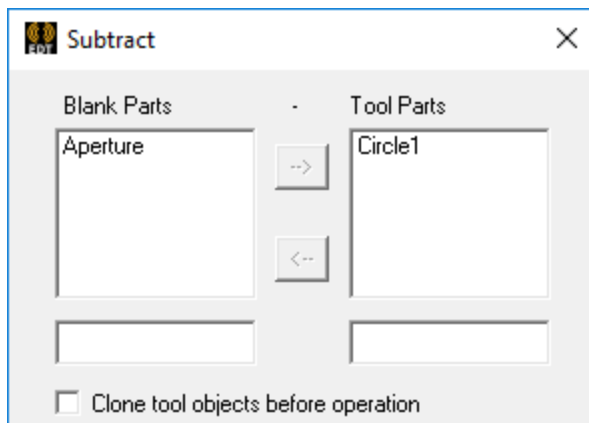 EDT Subtract
Blank Parts - Tool Parts
Aperture Circle1
-->
<--
Clone tool objects before operation